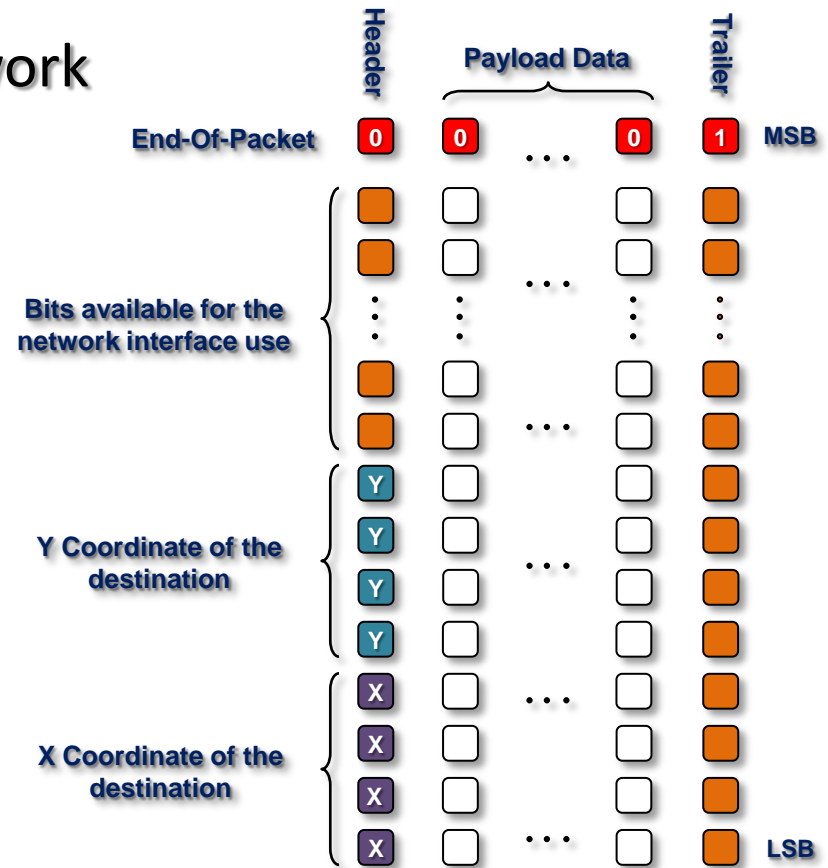 work
Header
Payload Data
Trailer
End-Of-Packet
0
0
. . .
0
1
MSB
. . .
Bits available for the
network interface use
. . .
Y
Y Coordinate of the
destination
Y
. . .
Y
Y
X
. . .
X Coordinate of the
destination
X
X
X
. . .
LSB